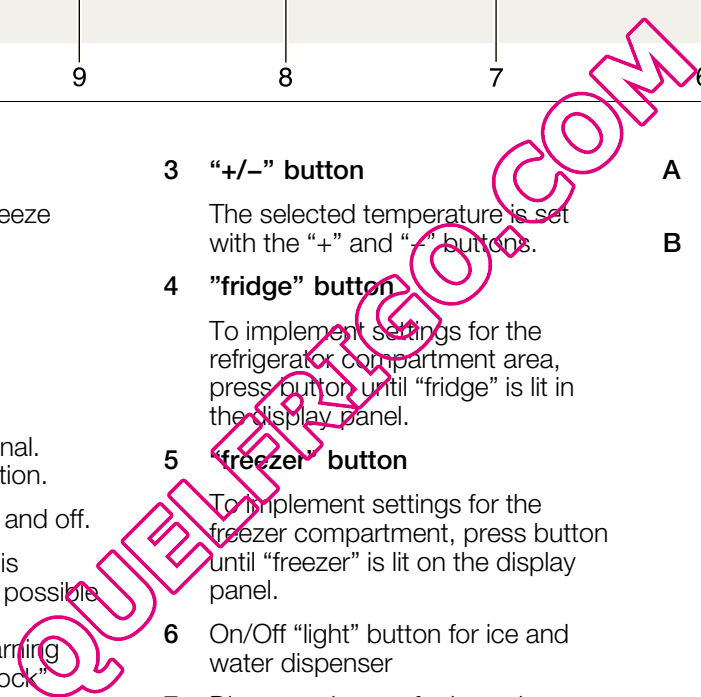 9 8 7
eeze
nal.
tion.
and off.
is
possible
ock”
3 “+/–” button
The selected temperature is set
with the “+” and “–” buttons.
4 ”fridge” button
To implement settings for the
refrigerator compartment area,
press button until “fridge” is lit in
the display panel.
5 “freezer” button
To implement settings for the
freezer compartment, press button
until “freezer” is lit on the display
panel.
6 On/Off “light” button for ice and
water dispenser
A
B
QUELFRIGO.COM